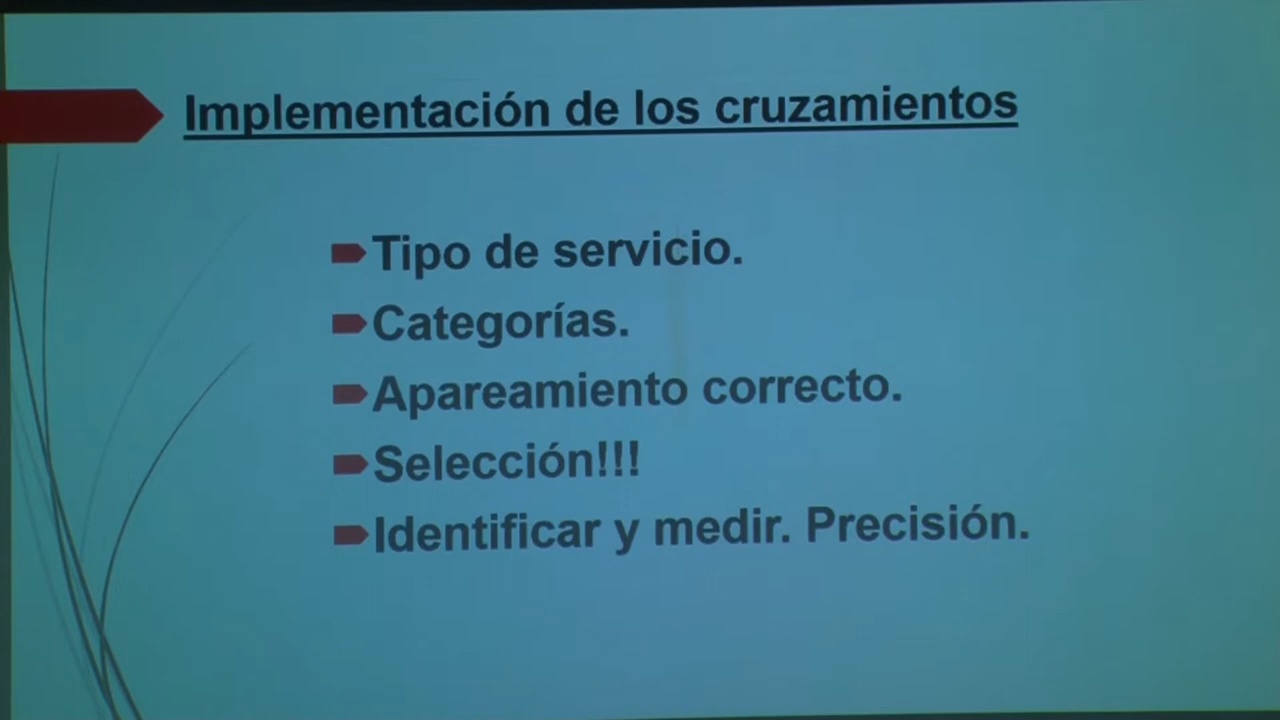 Implementación de los cruzamientos
Tipo de servicio.
Categorías.
Apareamiento correcto.
Selección!!!
Identificar y medir. Precisión.